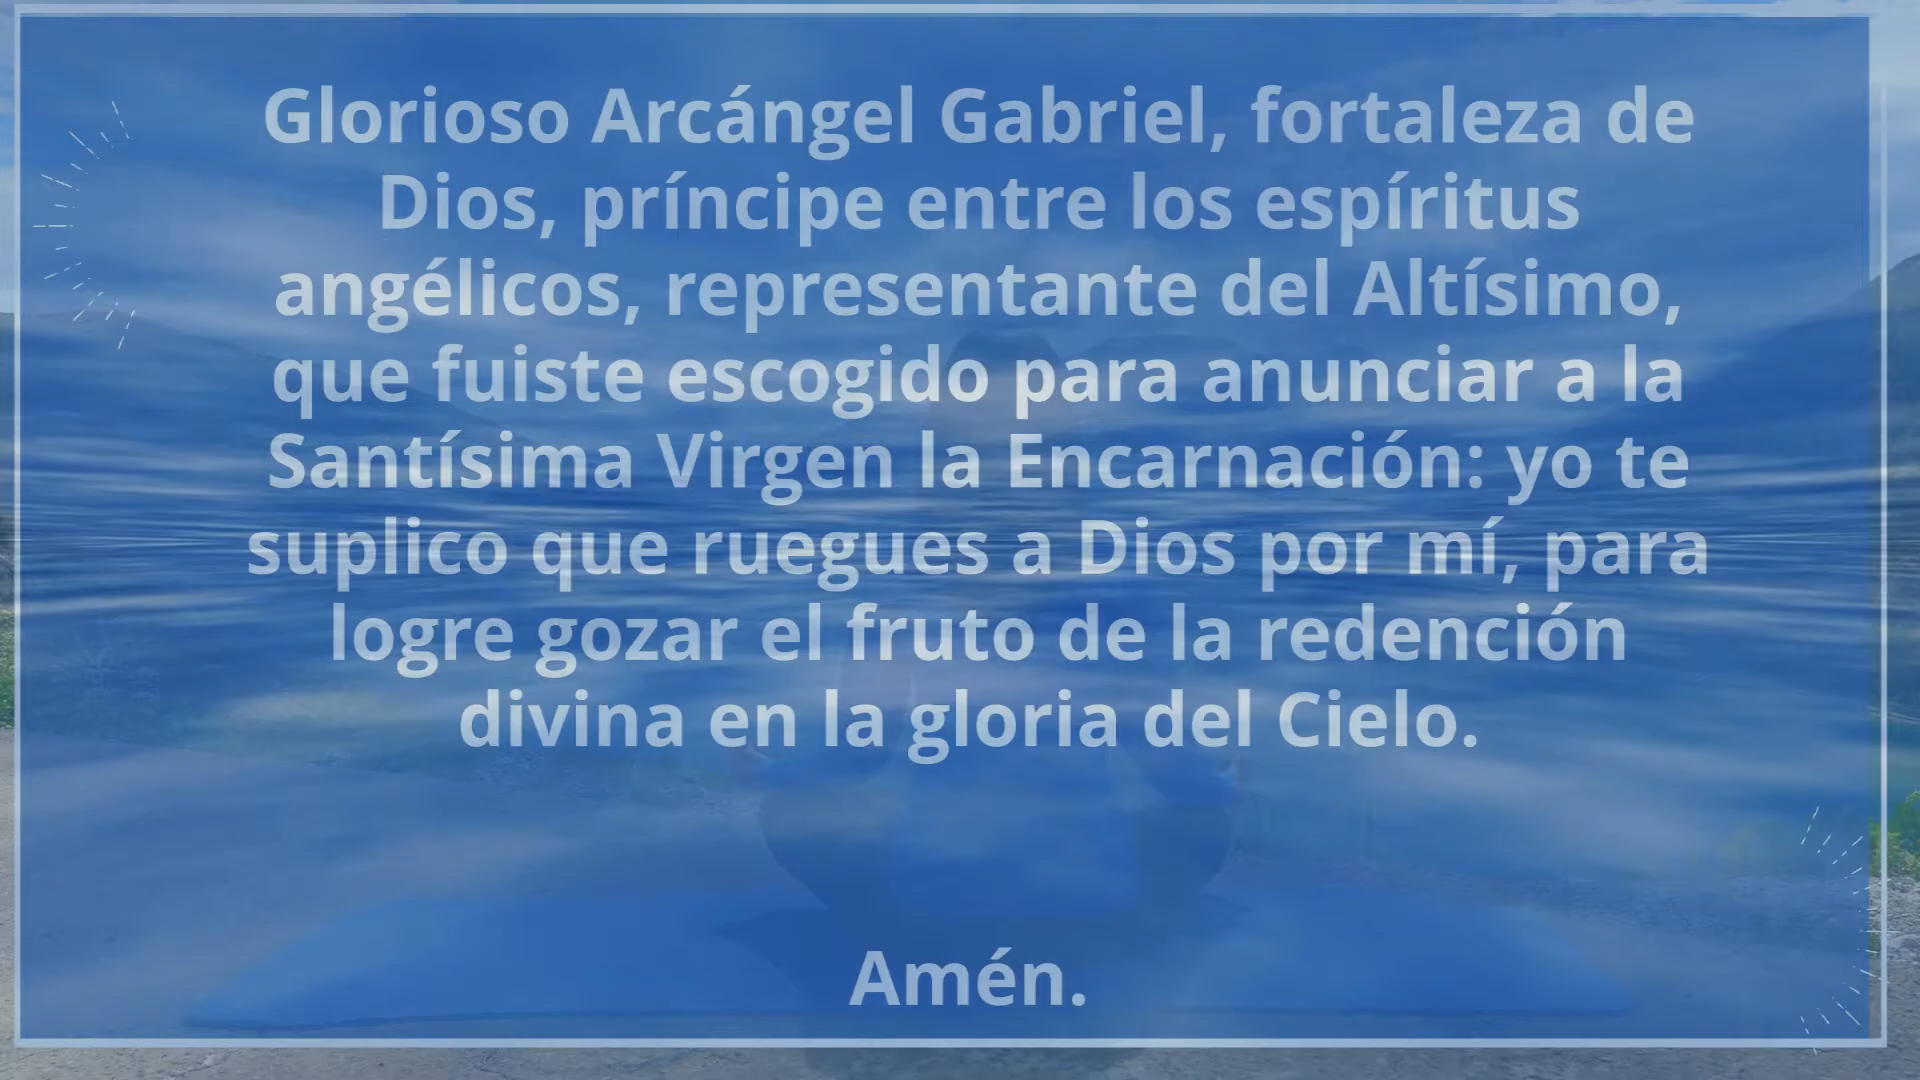 Glorioso Arcángel Gabriel, fortaleza de
Dios, príncipe entre los espíritus
angélicos, representante del Altísimo,
que fuiste escogido para anunciar a la
Santísima Virgen la Encarnación: yo te
suplico que ruegues a Dios por mí, para
logre gozar el fruto de la redención
divina en la gloria del Cielo.
Amén.